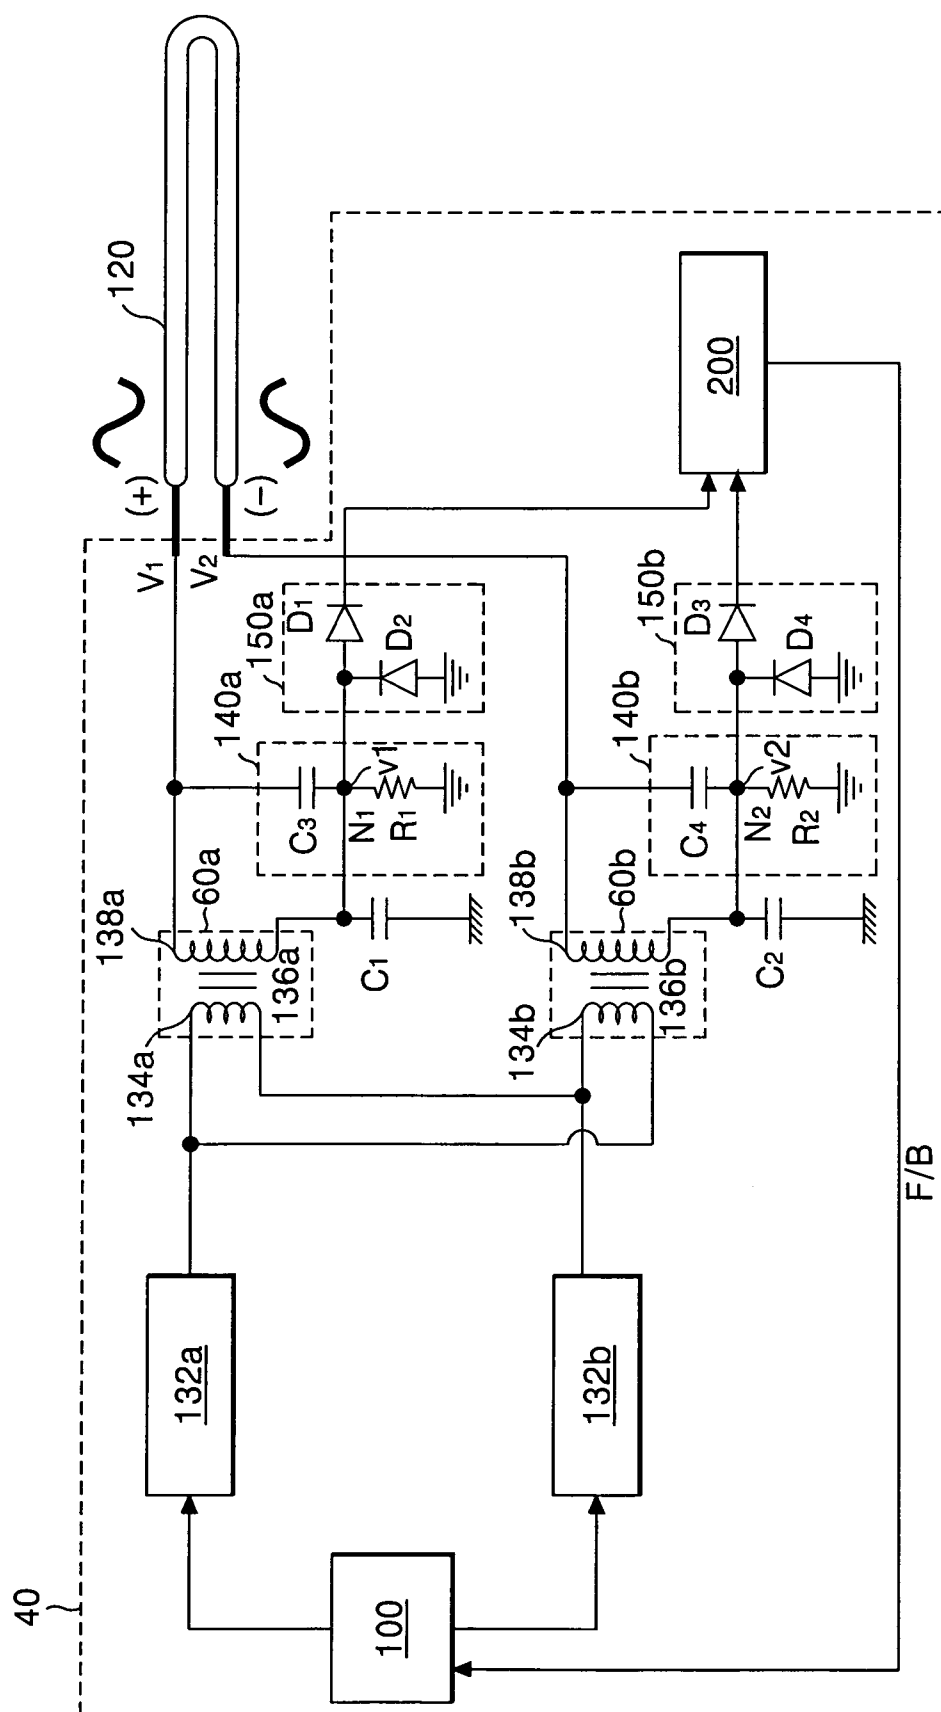 40
120
(+)
(-)
V1
V2
138a
60a
134a
136a
C1
140a
C3
N1
v1
R1
150a
D1
D2
200
132a
100
132b
138b
60b
134b
136b
C2
140b
C4
N2
v2
R2
150b
D3
D4
F/B